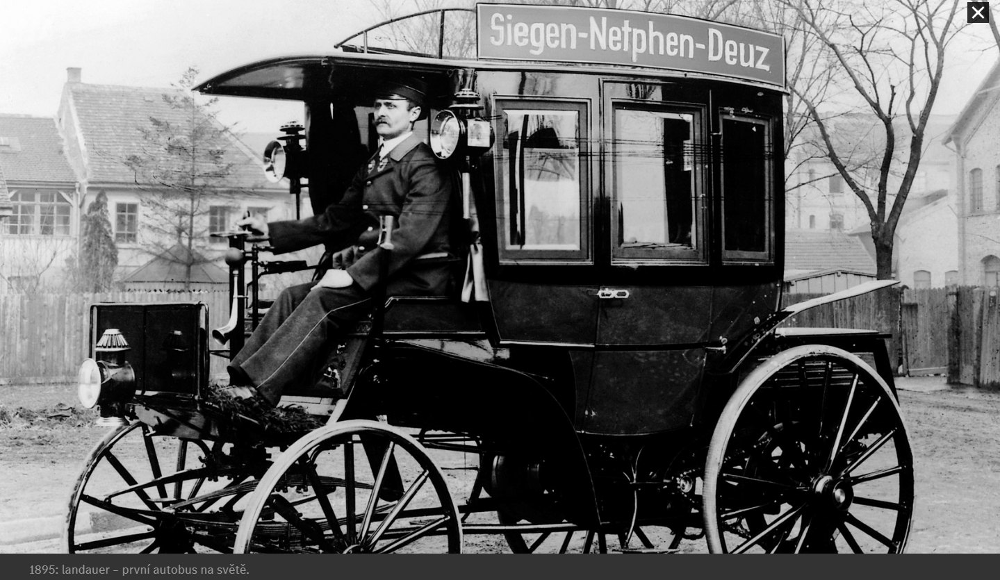 Siegen-Netphen-Deuz
1895: landauer – první autobus na světě.